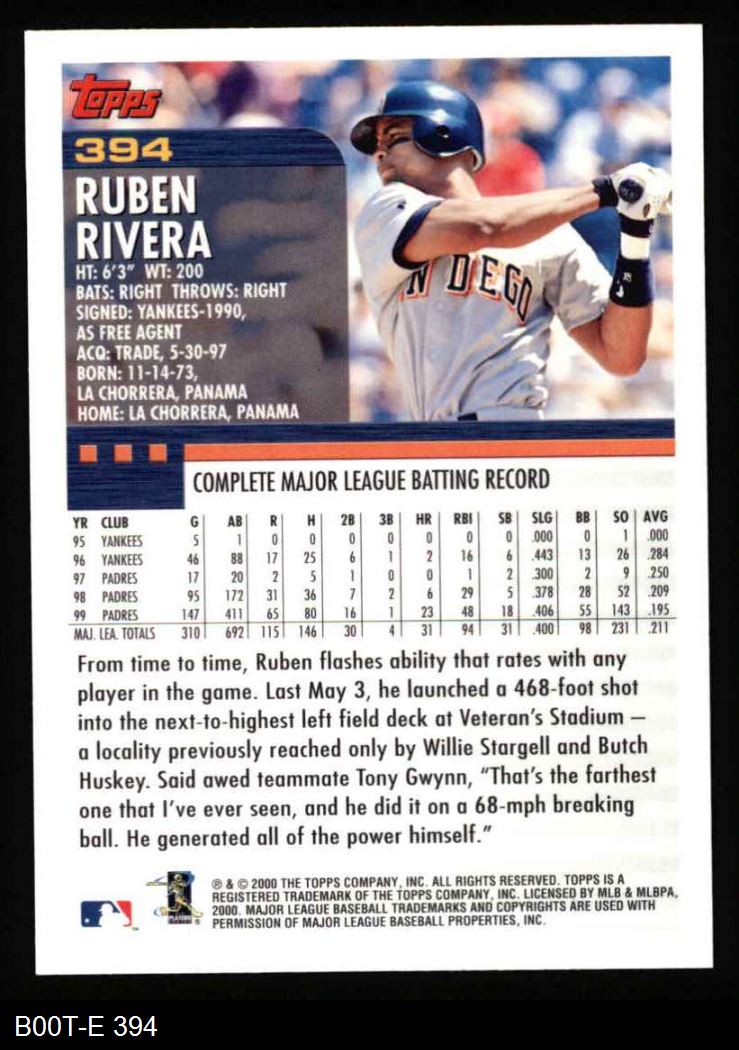 Topps
394
RUBEN
RIVERA
HT: 6'3" WT: 200
BATS: RIGHT THROWS: RIGHT
SIGNED: YANKEES-1990,
AS FREE AGENT
ACQ: TRADE, 5-30-97
BORN: 11-14-73,
LA CHORRERA, PANAMA
HOME: LA CHORRERA, PANAMA
N DIEGO
COMPLETE MAJOR LEAGUE BATTING RECORD
YR CLUB G AB R H 2B 3B HR RBI SB SLG BB SO AVG
95 YANKEES 5 1 0 0 0 0 0 0 0 .000 0 1 .000
96 YANKEES 46 88 17 25 6 1 2 16 6 .443 13 26 .284
97 PADRES 17 20 2 5 1 0 0 1 2 .300 2 9 .250
98 PADRES 95 172 31 36 7 2 6 29 5 .378 28 52 .209
99 PADRES 147 411 65 80 16 1 23 48 18 .406 55 143 .195
MAJ. LEA. TOTALS 310 692 115 146 30 4 31 94 31 .400 98 231 .211
From time to time, Ruben flashes ability that rates with any
player in the game. Last May 3, he launched a 468-foot shot
into the next-to-highest left field deck at Veteran's Stadium —
a locality previously reached only by Willie Stargell and Butch
Huskey. Said awed teammate Tony Gwynn, "That's the farthest
one that I've ever seen, and he did it on a 68-mph breaking
ball. He generated all of the power himself."
® & © 2000 THE TOPPS COMPANY, INC. ALL RIGHTS RESERVED. TOPPS IS A
REGISTERED TRADEMARK OF THE TOPPS COMPANY, INC. LICENSED BY MLB & MLBPA,
2000. MAJOR LEAGUE BASEBALL TRADEMARKS AND COPYRIGHTS ARE USED WITH
PERMISSION OF MAJOR LEAGUE BASEBALL PROPERTIES, INC.
B00T-E 394